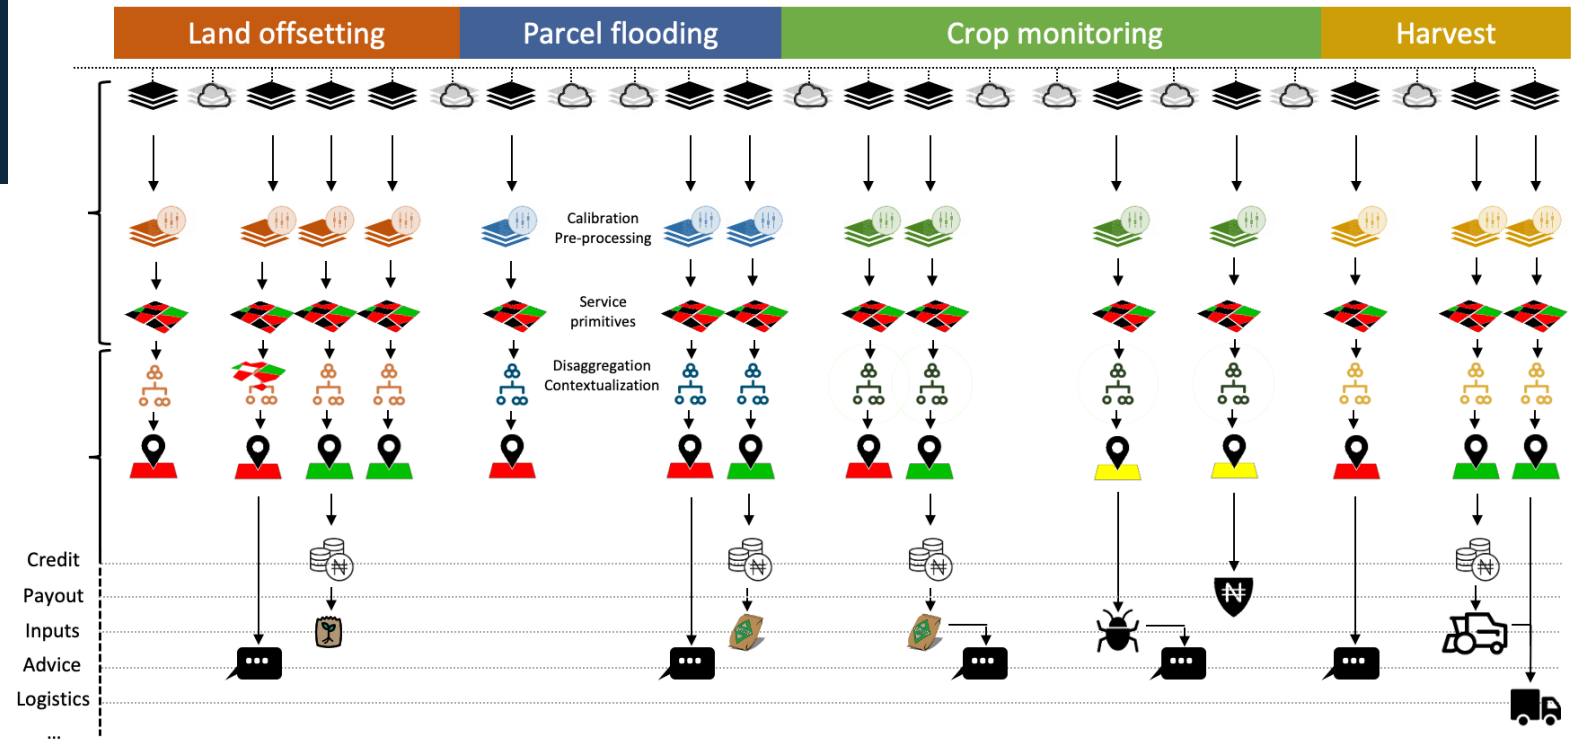 Land offsetting
Parcel flooding
Crop monitoring
Harvest
Calibration
Pre-processing
Service
primitives
Disaggregation
Contextualization
Credit
Payout
Inputs
Advice
Logistics
...